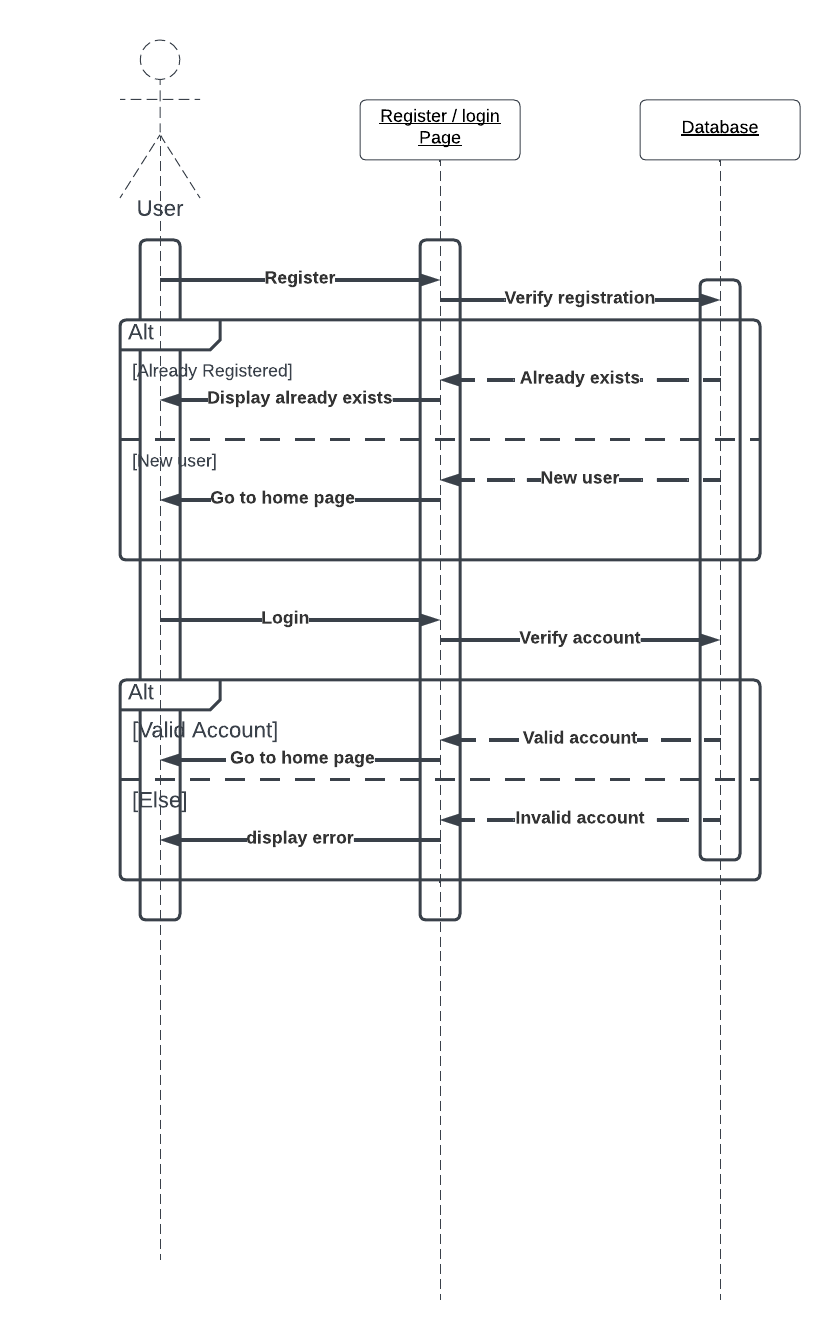 Register / login
Page
Database
User
Register
Verify registration
Alt
[Already Registered]
Already exists
Display already exists
[New user]
New user
Go to home page
Login
Verify account
Alt
[Valid Account]
Valid account
Go to home page
[Else]
Invalid account
display error